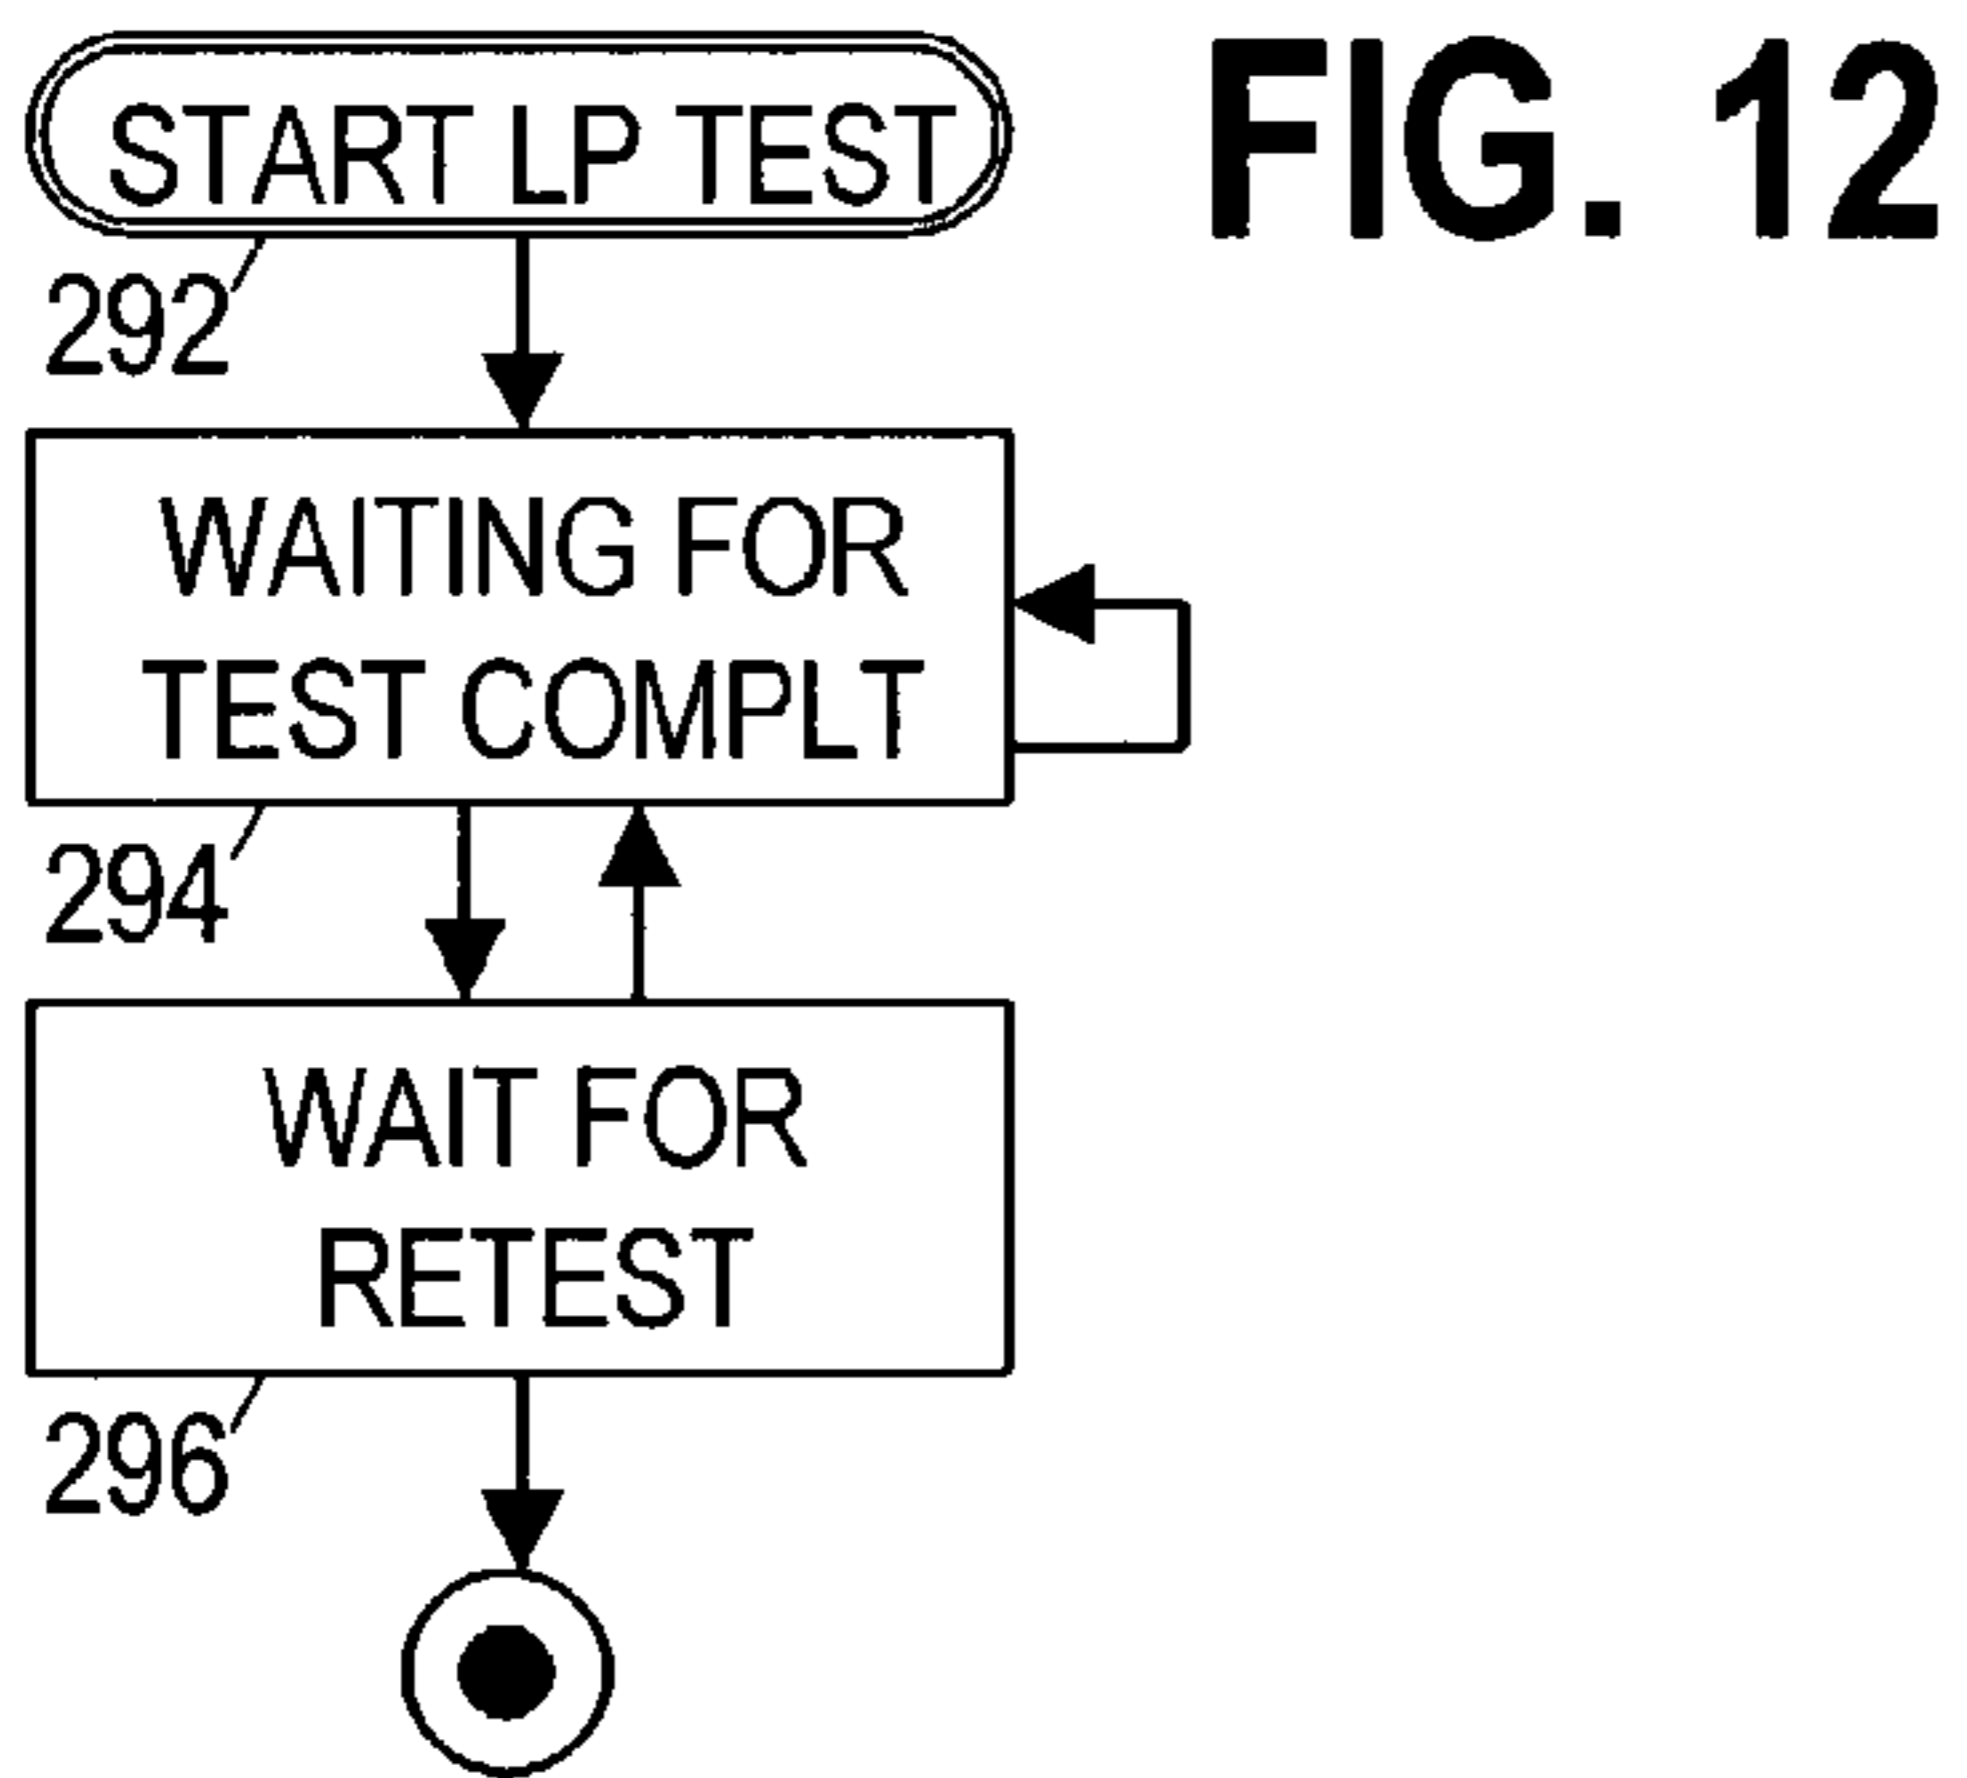 START LP TEST
FIG. 12
292
WAITING FOR
TEST COMPLT
294
WAIT FOR
RETEST
296